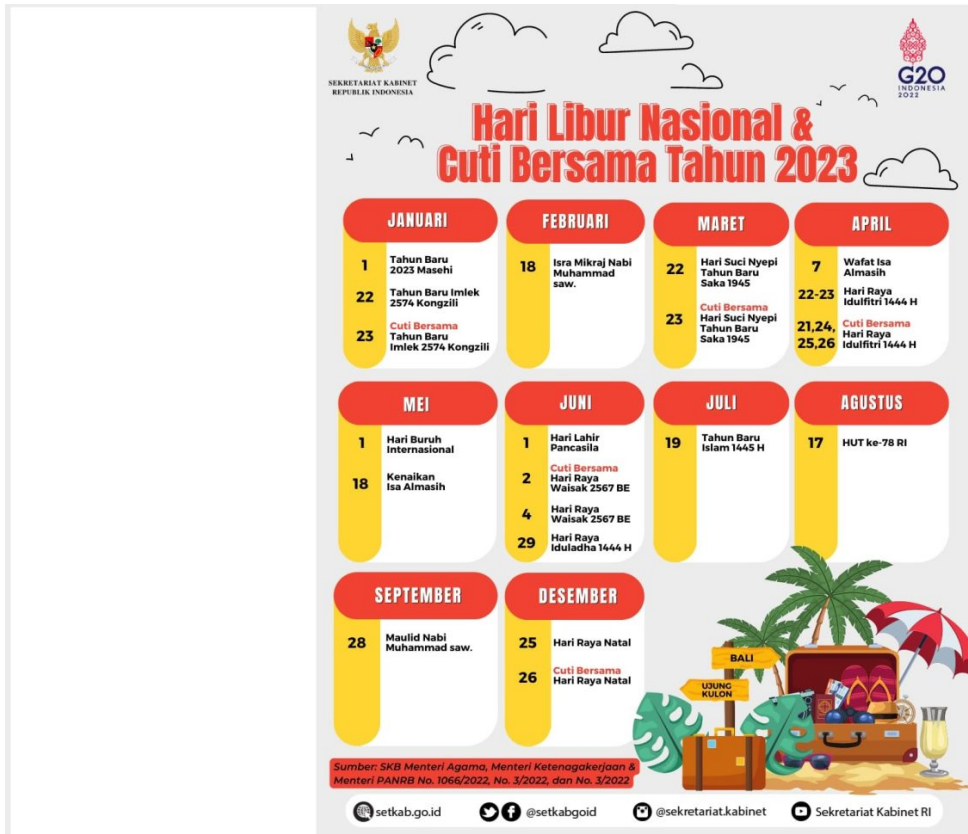 SEKRETARIAT KABINET
REPUBLIK INDONESIA
G20
INDONESIA
2022
Hari Libur Nasional &
Cuti Bersama Tahun 2023
JANUARI
1 Tahun Baru
2023 Masehi
22 Tahun Baru Imlek
2574 Kongzili
23 Cuti Bersama
Tahun Baru
Imlek 2574 Kongzili
FEBRUARI
18 Isra Mikraj Nabi
Muhammad
saw.
MARET
22 Hari Suci Nyepi
Tahun Baru
Saka 1945
23 Cuti Bersama
Hari Suci Nyepi
Tahun Baru
Saka 1945
APRIL
7 Wafat Isa
Almasih
22-23 Hari Raya
Idulfitri 1444 H
21,24, Cuti Bersama
25,26 Hari Raya
Idulfitri 1444 H
MEI
1 Hari Buruh
Internasional
18 Kenaikan
Isa Almasih
JUNI
1 Hari Lahir
Pancasila
2 Cuti Bersama
Hari Raya
Waisak 2567 BE
4 Hari Raya
Waisak 2567 BE
29 Hari Raya
Iduladha 1444 H
JULI
19 Tahun Baru
Islam 1445 H
AGUSTUS
17 HUT ke-78 RI
SEPTEMBER
28 Maulid Nabi
Muhammad saw.
DESEMBER
25 Hari Raya Natal
26 Cuti Bersama
Hari Raya Natal
BALI
UJUNG
KULON
Sumber: SKB Menteri Agama, Menteri Ketenagakerjaan &
Menteri PANRB No. 1066/2022, No. 3/2022, dan No. 3/2022
setkab.go.id
@setkabgoid
@sekretariat.kabinet
Sekretariat Kabinet RI